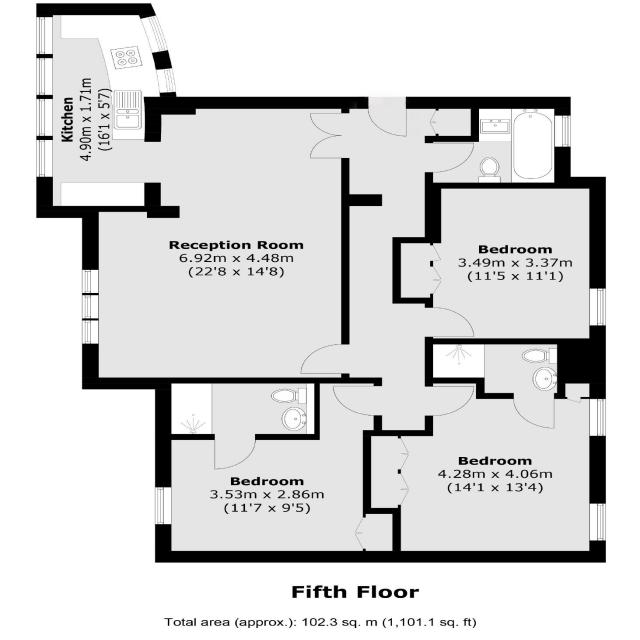 Kitchen
4.90m x 1.71m
(16'1 x 5'7)
Reception Room
6.92m x 4.48m
(22'8 x 14'8)
Bedroom
3.49m x 3.37m
(11'5 x 11'1)
Bedroom
3.53m x 2.86m
(11'7 x 9'5)
Bedroom
4.28m x 4.06m
(14'1 x 13'4)
Fifth Floor
Total area (approx.): 102.3 sq. m (1,101.1 sq. ft)